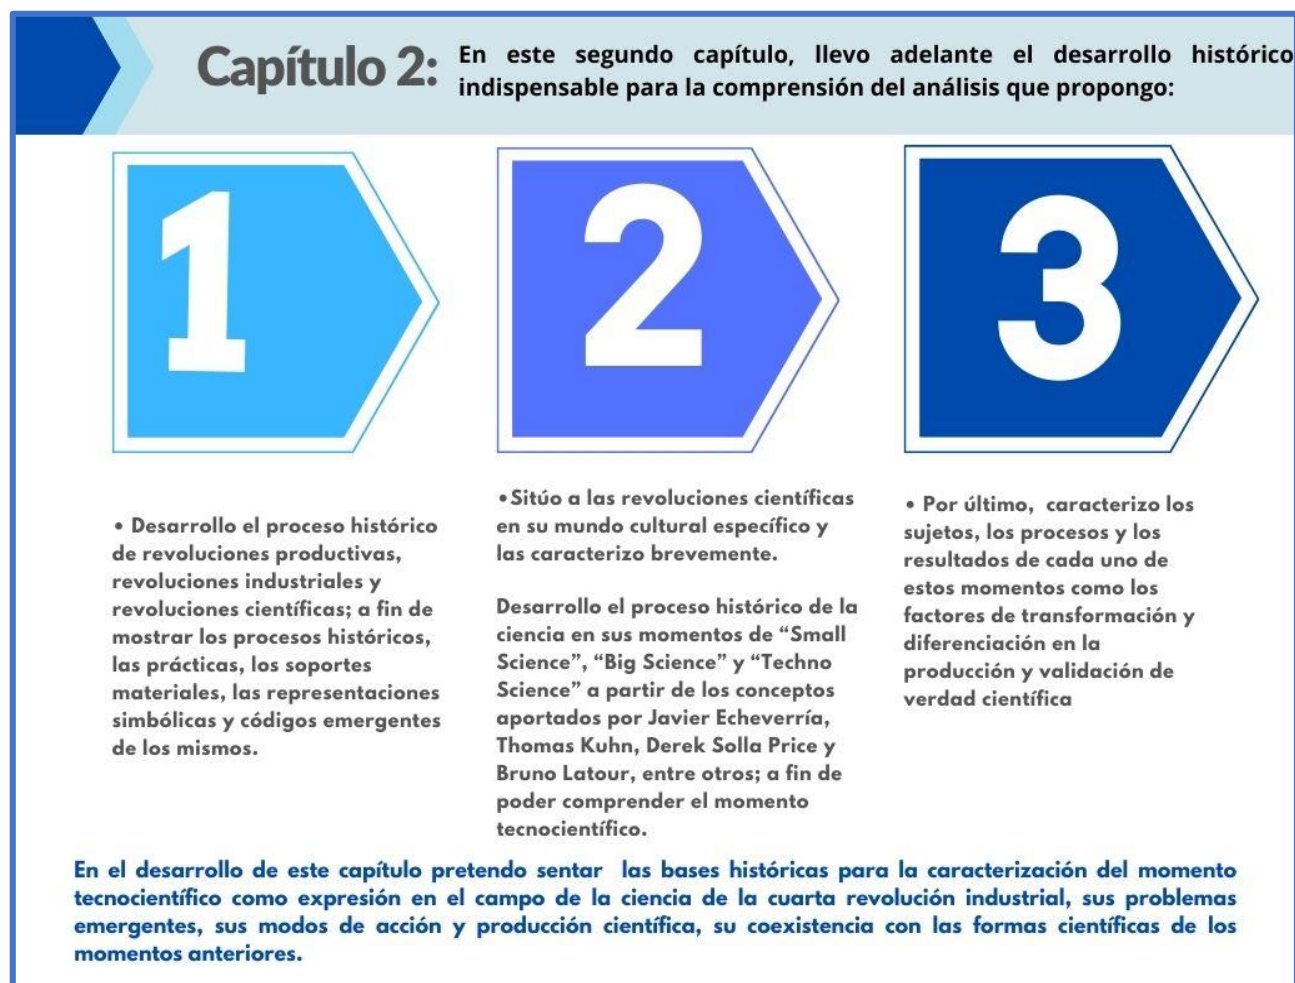 Capítulo 2:
En este segundo capítulo, llevo adelante el desarrollo histórico
indispensable para la comprensión del análisis que propongo:
1
• Desarrollo el proceso histórico
de revoluciones productivas,
revoluciones industriales y
revoluciones científicas; a fin de
mostrar los procesos históricos,
las prácticas, los soportes
materiales, las representaciones
simbólicas y códigos emergentes
de los mismos.
2
•Sitúo a las revoluciones científicas
en su mundo cultural específico y
las caracterizo brevemente.
Desarrollo el proceso histórico de la
ciencia en sus momentos de “Small
Science”, “Big Science” y “Techno
Science” a partir de los conceptos
aportados por Javier Echeverría,
Thomas Kuhn, Derek Solla Price y
Bruno Latour, entre otros; a fin de
poder comprender el momento
tecnocientífico.
3
• Por último, caracterizo los
sujetos, los procesos y los
resultados de cada uno de
estos momentos como los
factores de transformación y
diferenciación en la
producción y validación de
verdad científica
En el desarrollo de este capítulo pretendo sentar las bases históricas para la caracterización del momento
tecnocientífico como expresión en el campo de la ciencia de la cuarta revolución industrial, sus problemas
emergentes, sus modos de acción y producción científica, su coexistencia con las formas científicas de los
momentos anteriores.